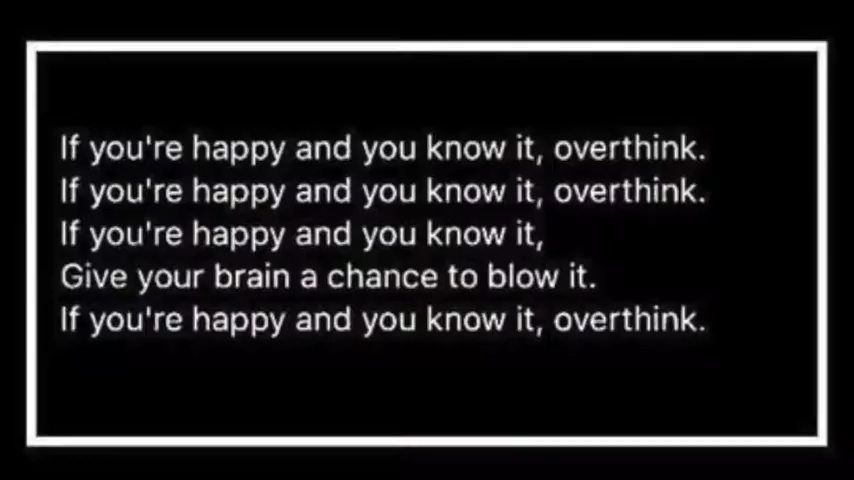 If you're happy and you know it, overthink.
If you're happy and you know it, overthink.
If you're happy and you know it,
Give your brain a chance to blow it.
If you're happy and you know it, overthink.